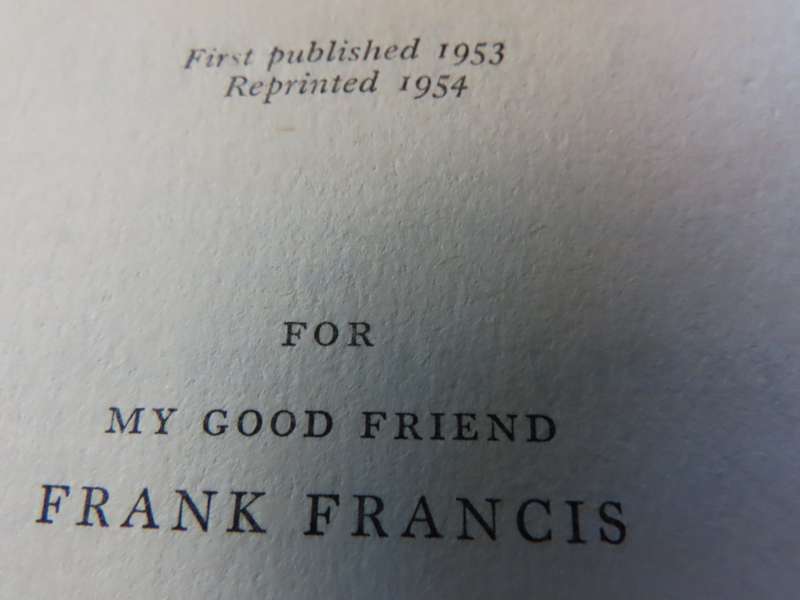 First published 1953
Reprinted 1954
FOR
MY GOOD FRIEND
FRANK FRANCIS